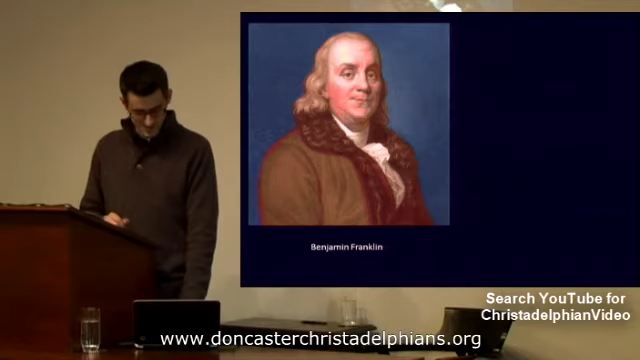 Benjamin Franklin
Search YouTube for
ChristadelphianVideo
www.doncasterchristadelphians.org